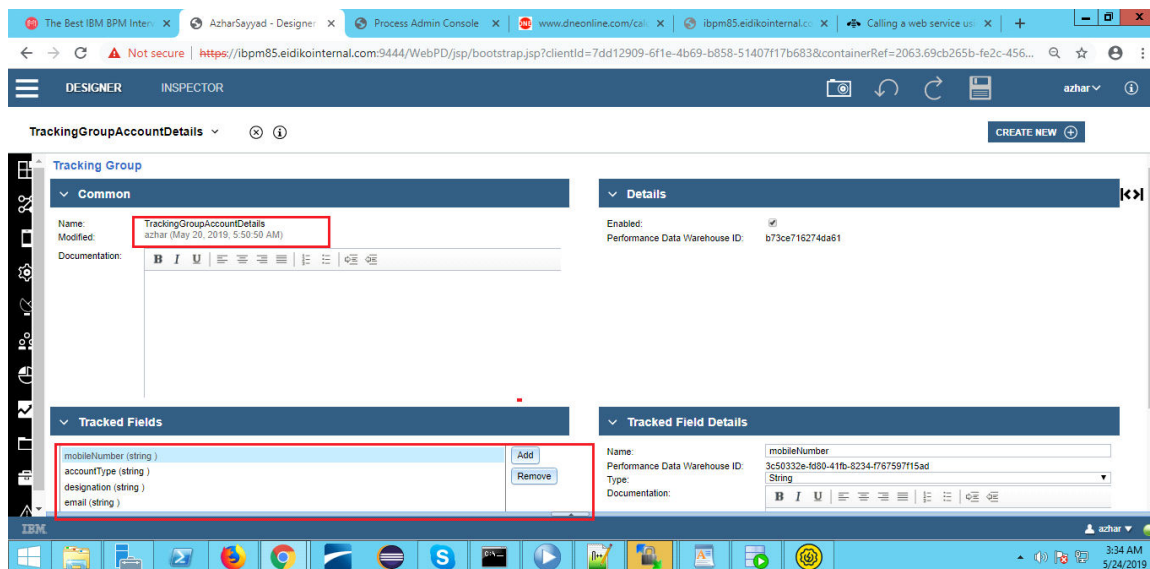 The Best IBM BPM Interv
AzharSayyad - Designer
Process Admin Console
www.dneonline.com/calc
ibpm85.eidikointernal.co
Calling a web service us
Not secure | https://ibpm85.eidikointernal.com:9444/WebPD/jsp/bootstrap.jsp?clientId=7dd12909-6f1e-4b69-b858-51407f17b683&containerRef=2063.69cb265b-fe2c-456...
DESIGNER
INSPECTOR
azhar
TrackingGroupAccountDetails
CREATE NEW
Tracking Group
Common
Name: TrackingGroupAccountDetails
Modified: azhar (May 20, 2019, 5:50:50 AM)
Documentation:
B I U
Details
Enabled:
Performance Data Warehouse ID: b73ce716274da61
Tracked Fields
mobileNumber (string )
accountType (string )
designation (string )
email (string )
Add
Remove
Tracked Field Details
Name: mobileNumber
Performance Data Warehouse ID: 3c50332e-fd80-41fb-8234-f767597f15ad
Type: String
Documentation:
B I U
IBM
azhar
3:34 AM
5/24/2019